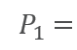 P₁ =